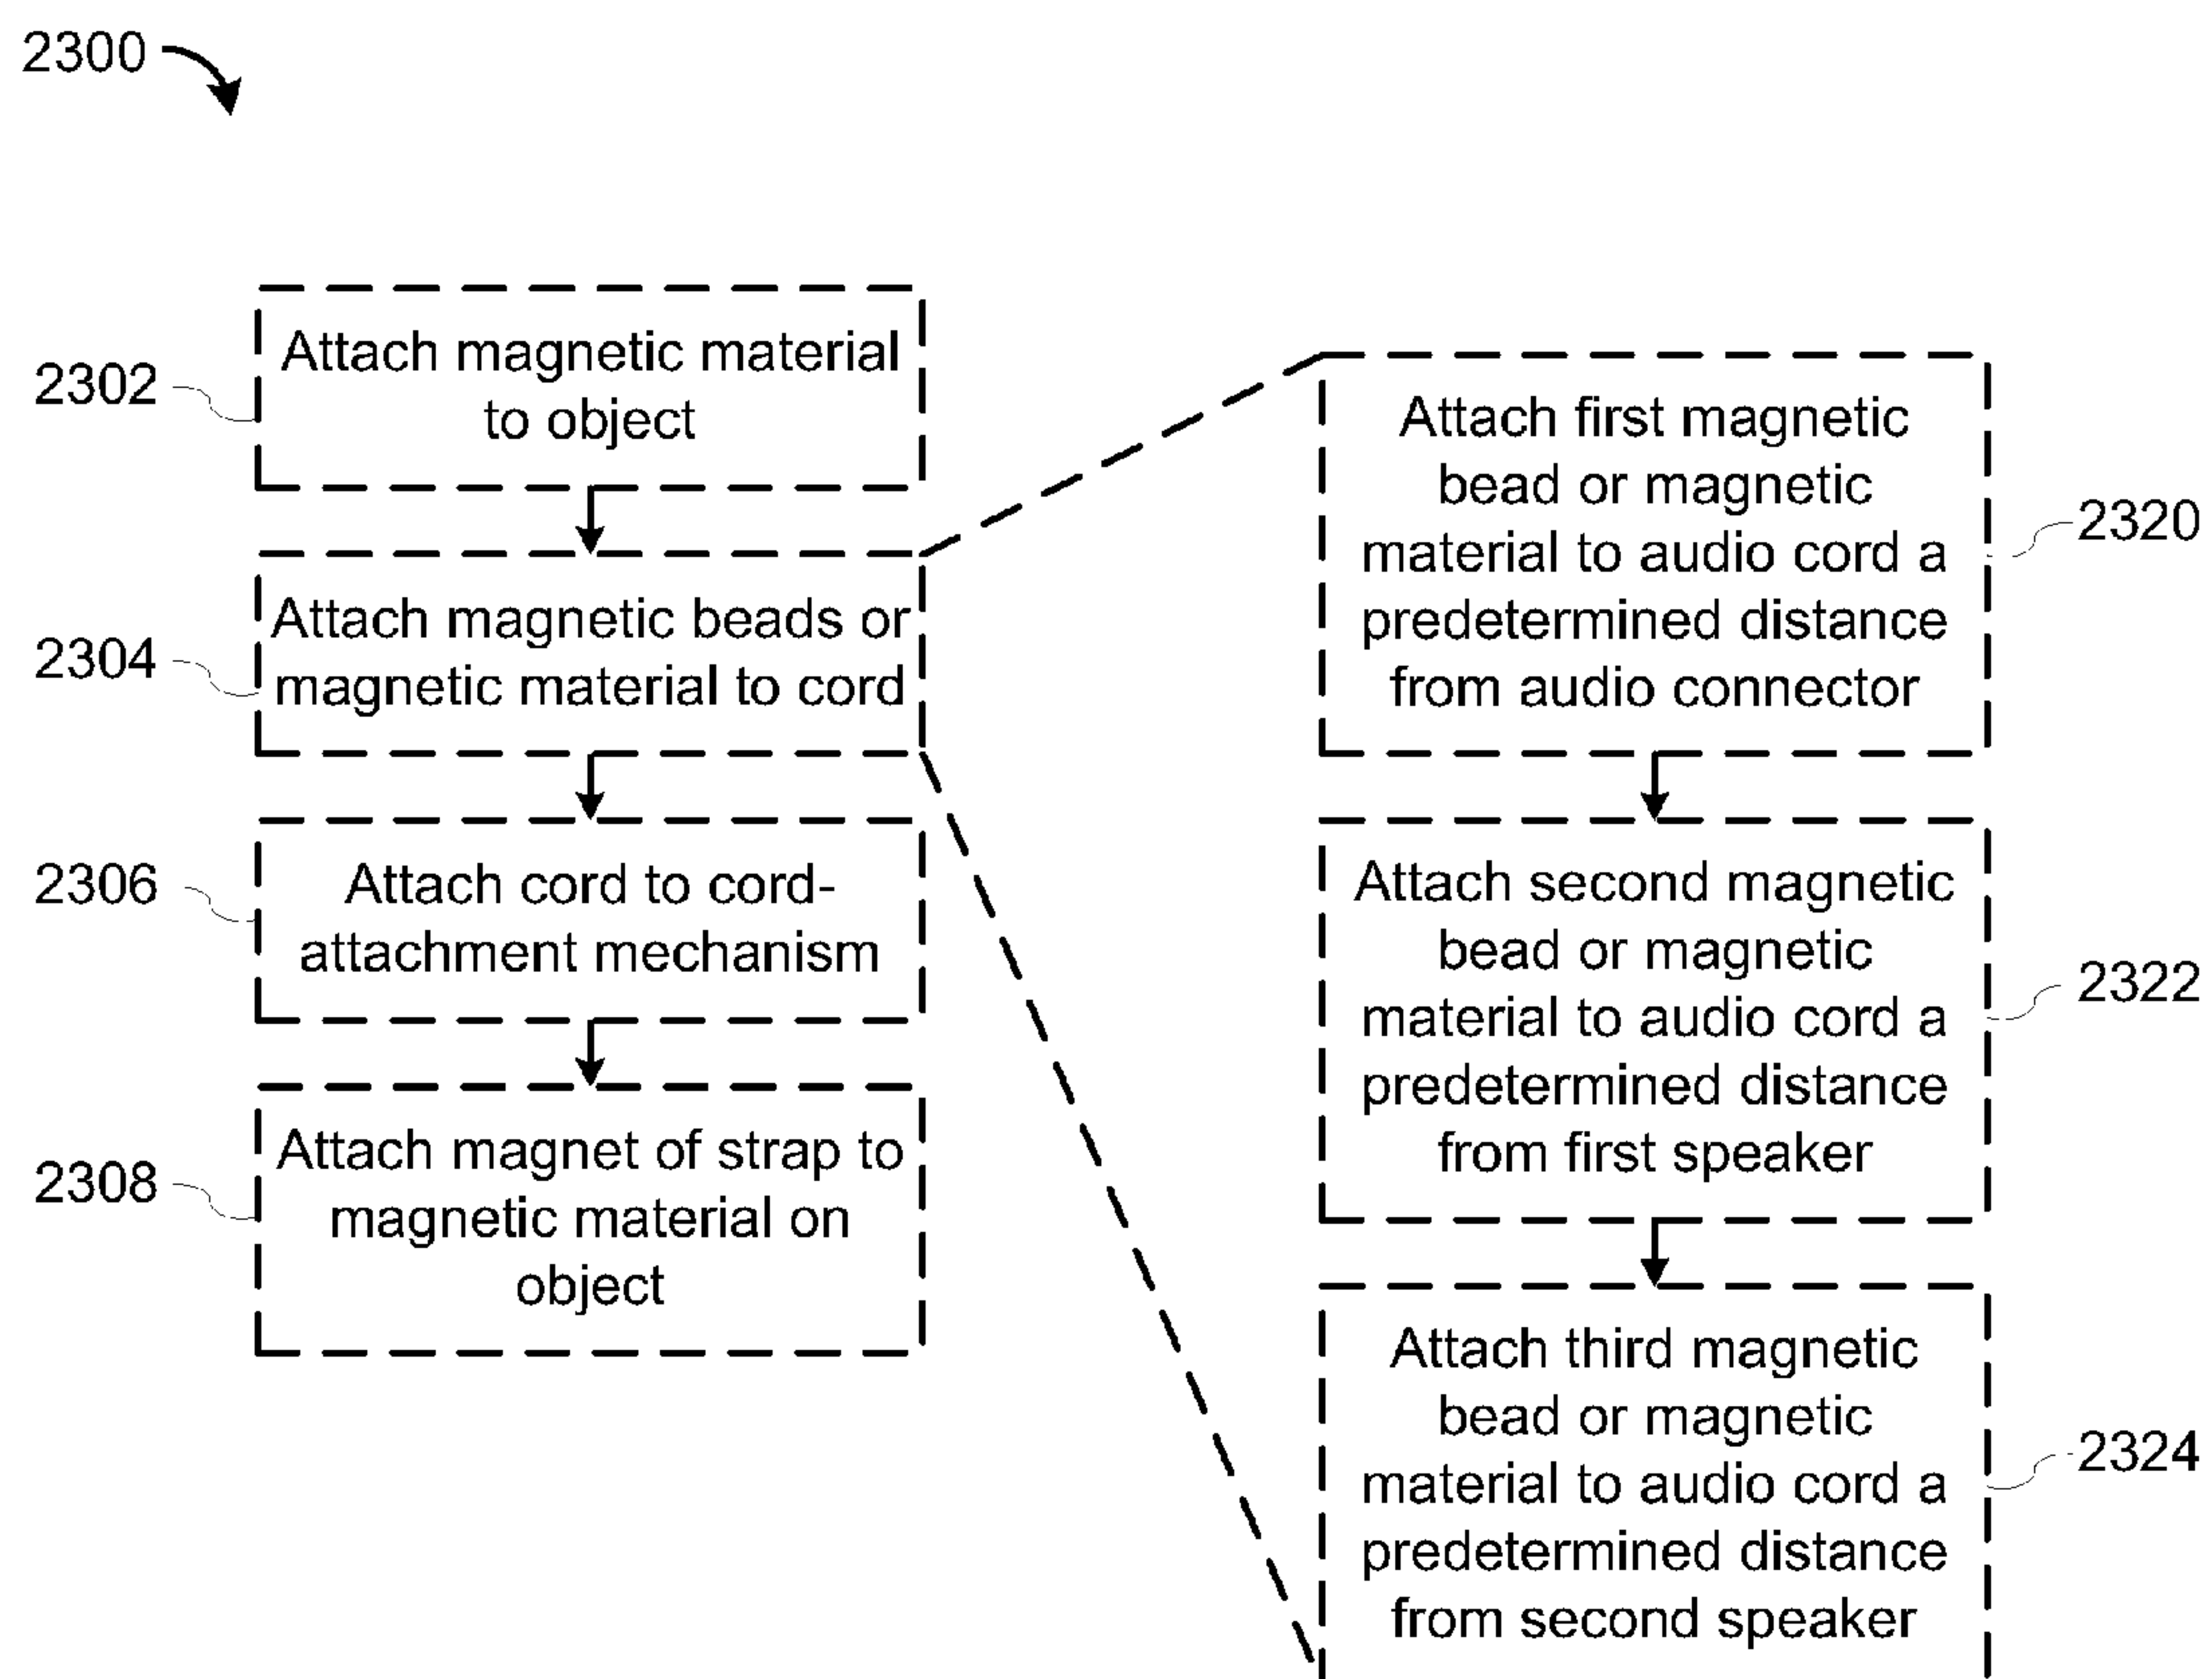 2300
2302
Attach magnetic material
to object
2304
Attach magnetic beads or
magnetic material to cord
2306
Attach cord to cord-
attachment mechanism
2308
Attach magnet of strap to
magnetic material on
object
Attach first magnetic
bead or magnetic
material to audio cord a
predetermined distance
from audio connector
2320
Attach second magnetic
bead or magnetic
material to audio cord a
predetermined distance
from first speaker
2322
Attach third magnetic
bead or magnetic
material to audio cord a
predetermined distance
from second speaker
2324